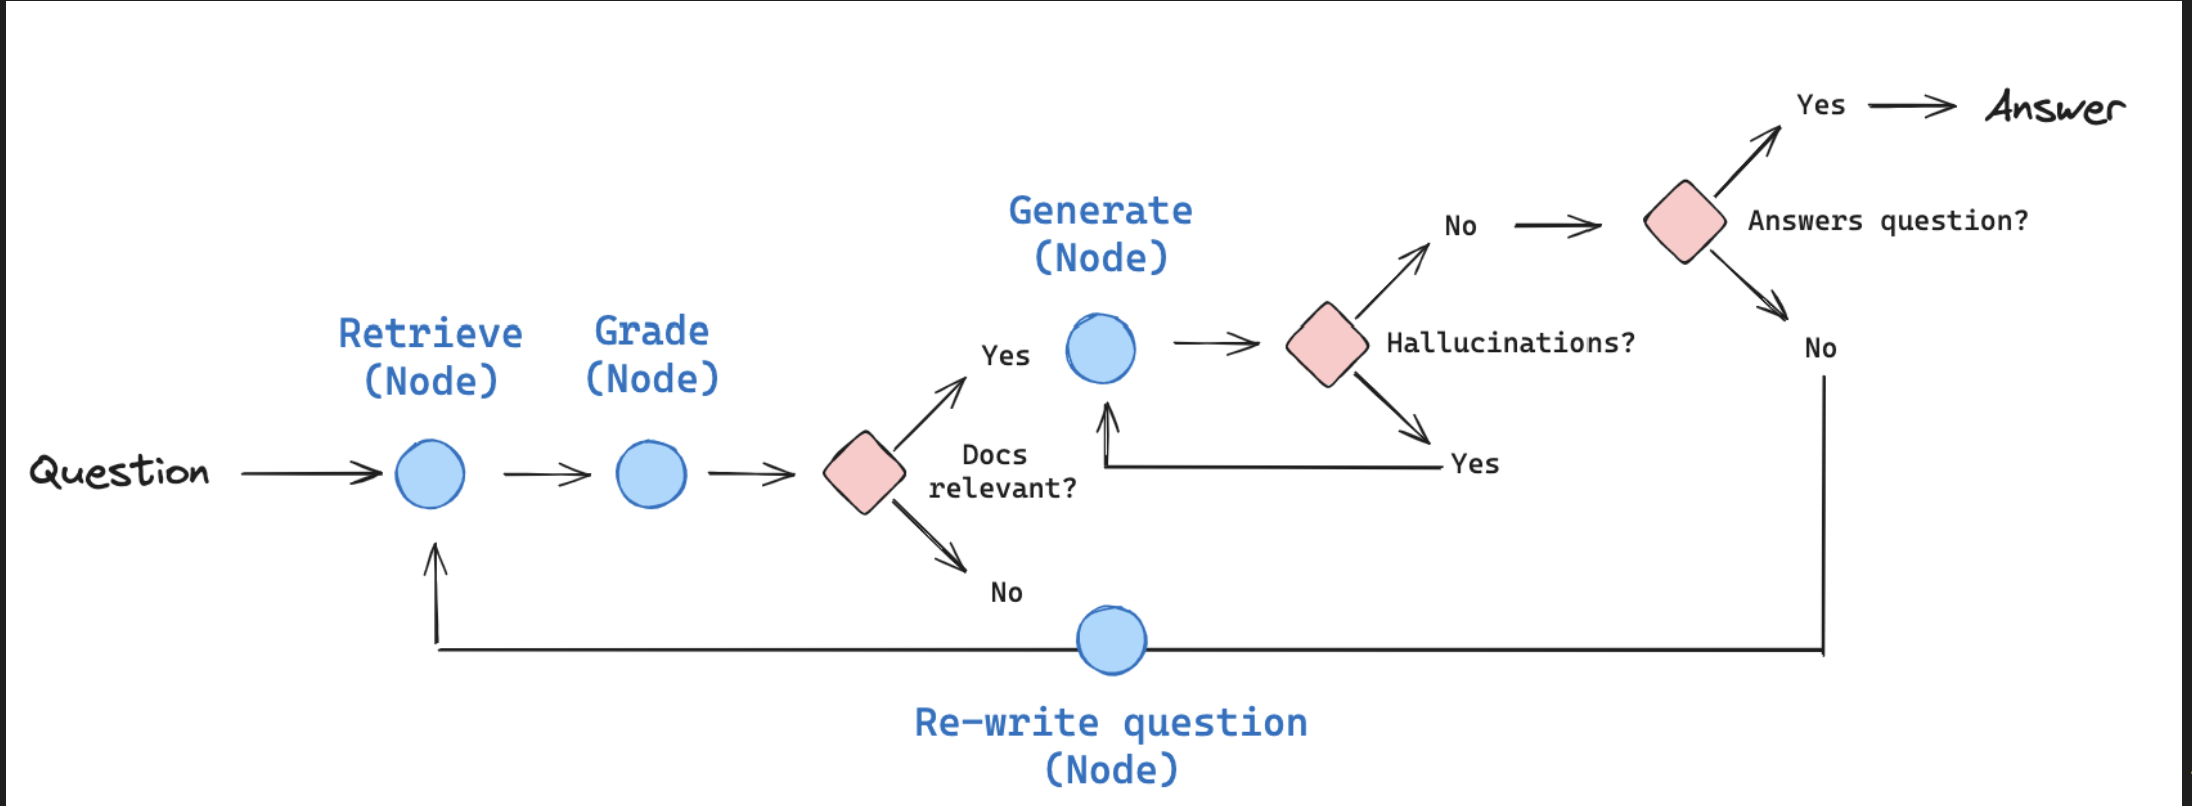 Question
Retrieve
(Node)
Grade
(Node)
Docs
relevant?
Yes
No
Generate
(Node)
Hallucinations?
No
Yes
Answers question?
Yes
Answer
No
Re-write question
(Node)